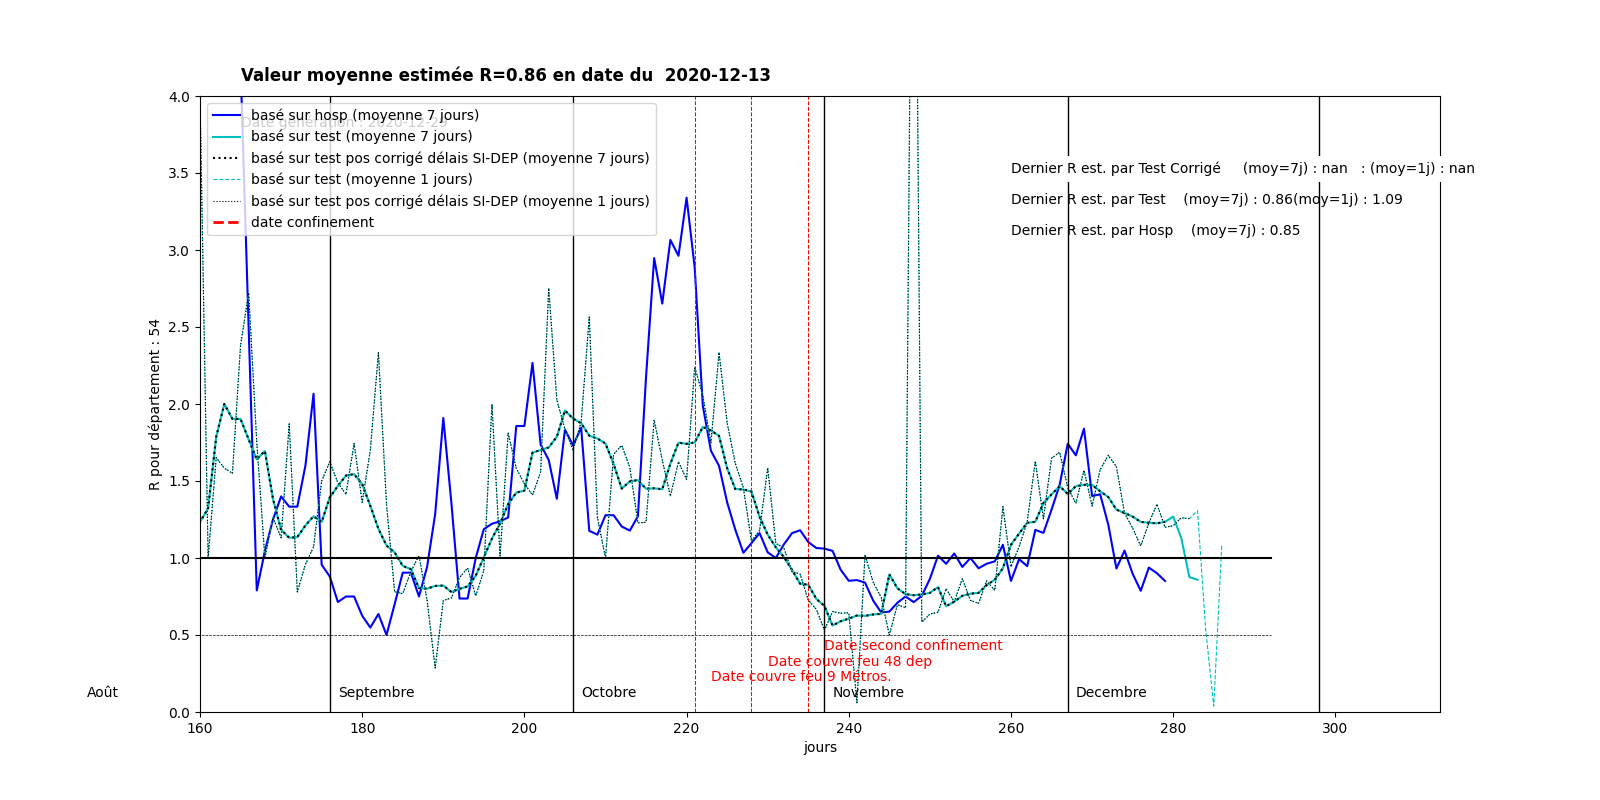 Valeur moyenne estimée R=0.86 en date du  2020-12-13
Date génération : 2020-12-29
basé sur hosp (moyenne 7 jours)
basé sur test (moyenne 7 jours)
basé sur test pos corrigé délais SI-DEP (moyenne 7 jours)
basé sur test (moyenne 1 jours)
basé sur test pos corrigé délais SI-DEP (moyenne 1 jours)
date confinement
Dernier R est. par Test Corrigé     (moy=7j) : nan   : (moy=1j) : nan
Dernier R est. par Test    (moy=7j) : 0.86(moy=1j) : 1.09
Dernier R est. par Hosp    (moy=7j) : 0.85
4.0
3.5
3.0
2.5
2.0
1.5
1.0
0.5
0.0
R pour département : 54
Date second confinement
Date couvre feu 48 dep
Date couvre feu 9 Métros.
Août
Septembre
Octobre
Novembre
Decembre
160
180
200
220
240
260
280
300
jours